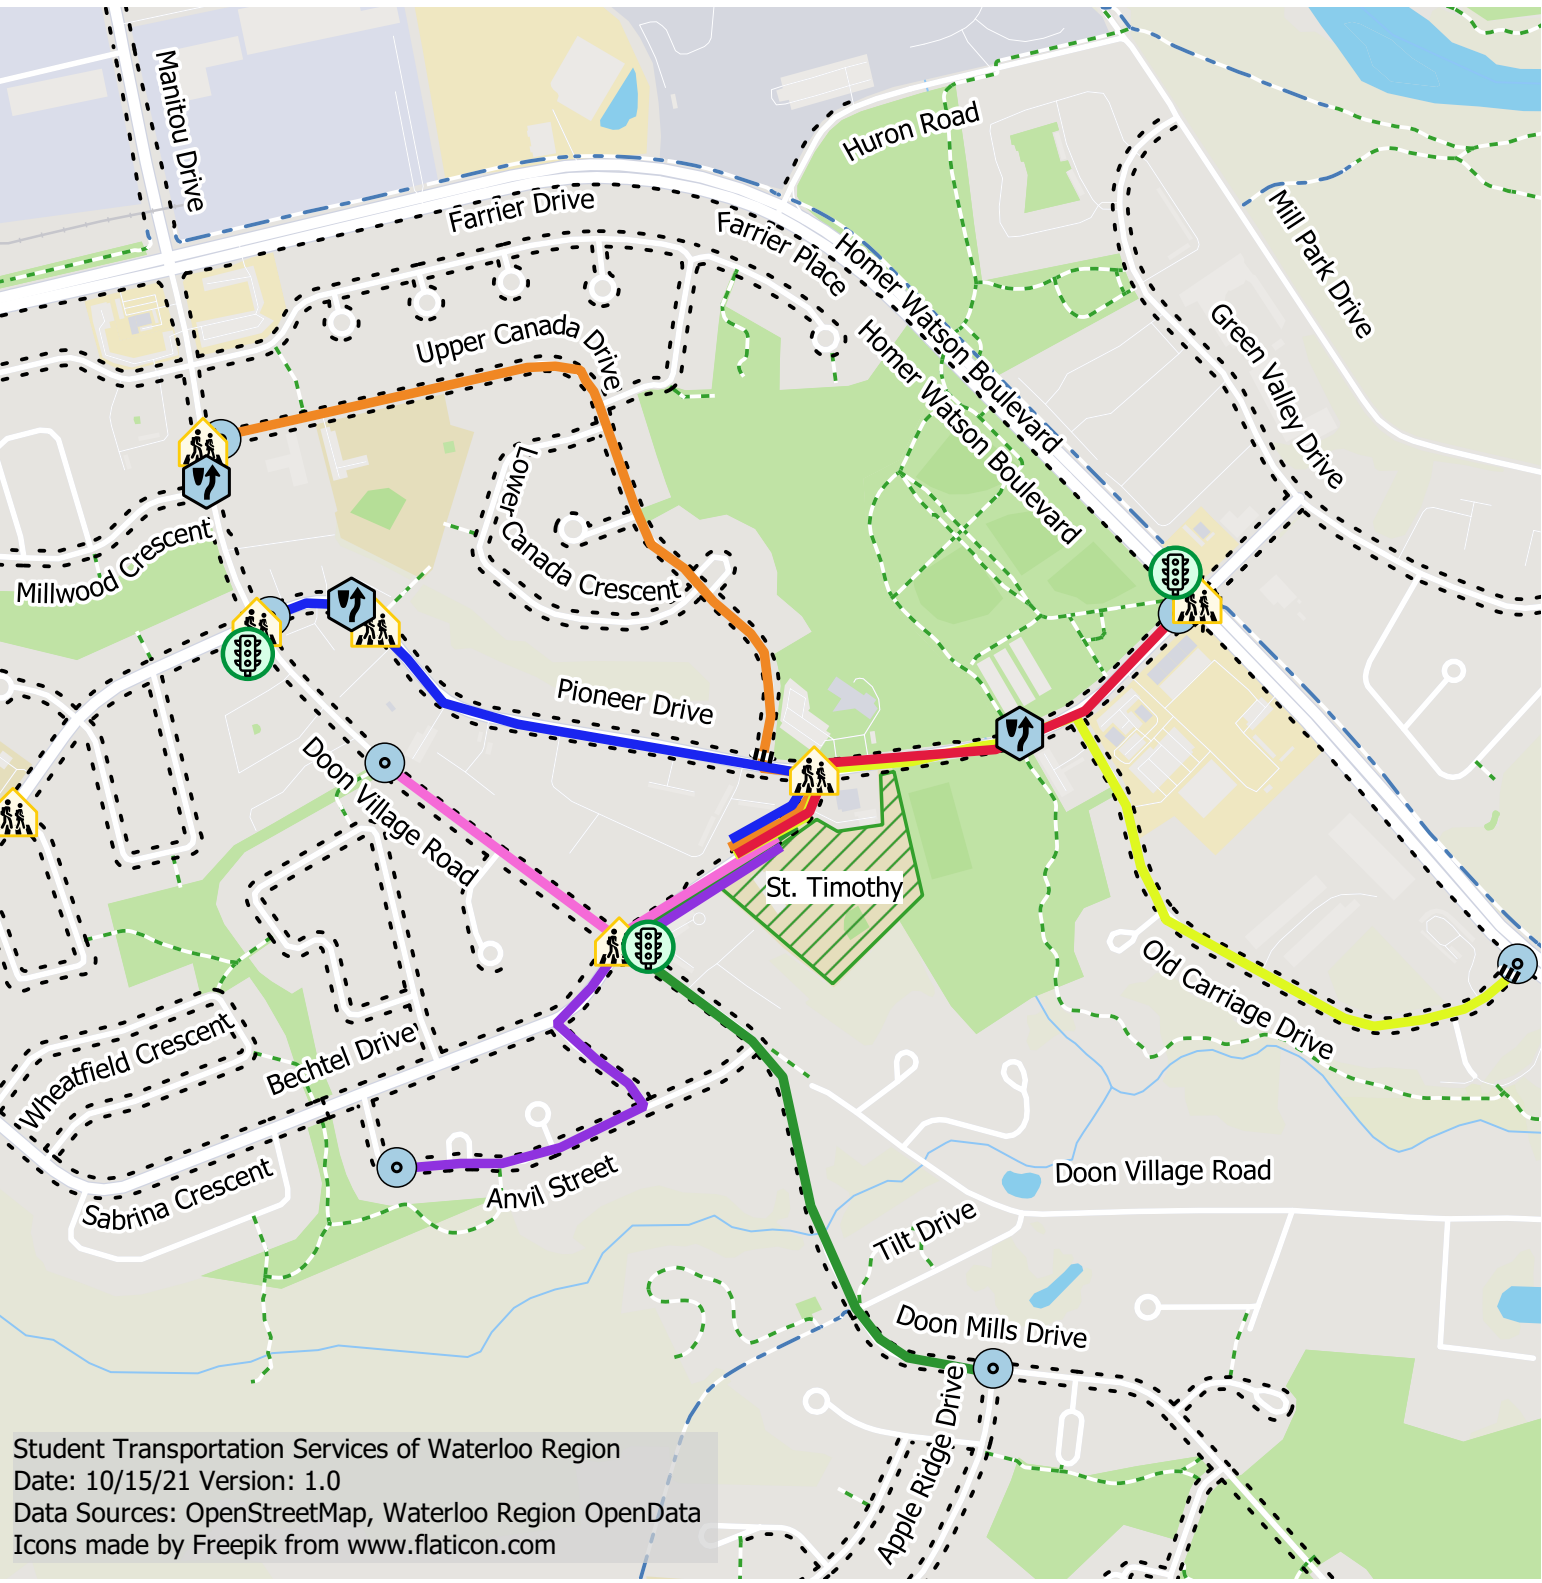 Manitou Drive
Huron Road
Farrier Drive
Farrier Place
Mill Park Drive
Homer Watson Boulevard
Green Valley Drive
Upper Canada Drive
Homer Watson Boulevard
Lower Canada Crescent
Millwood Crescent
Pioneer Drive
Doon Village Road
St. Timothy
Old Carriage Drive
Wheatfield Crescent
Bechtel Drive
Sabrina Crescent
Anvil Street
Doon Village Road
Tilt Drive
Doon Mills Drive
Apple Ridge Drive
Student Transportation Services of Waterloo Region
Date: 10/15/21 Version: 1.0
Data Sources: OpenStreetMap, Waterloo Region OpenData
Icons made by Freepik from www.flaticon.com